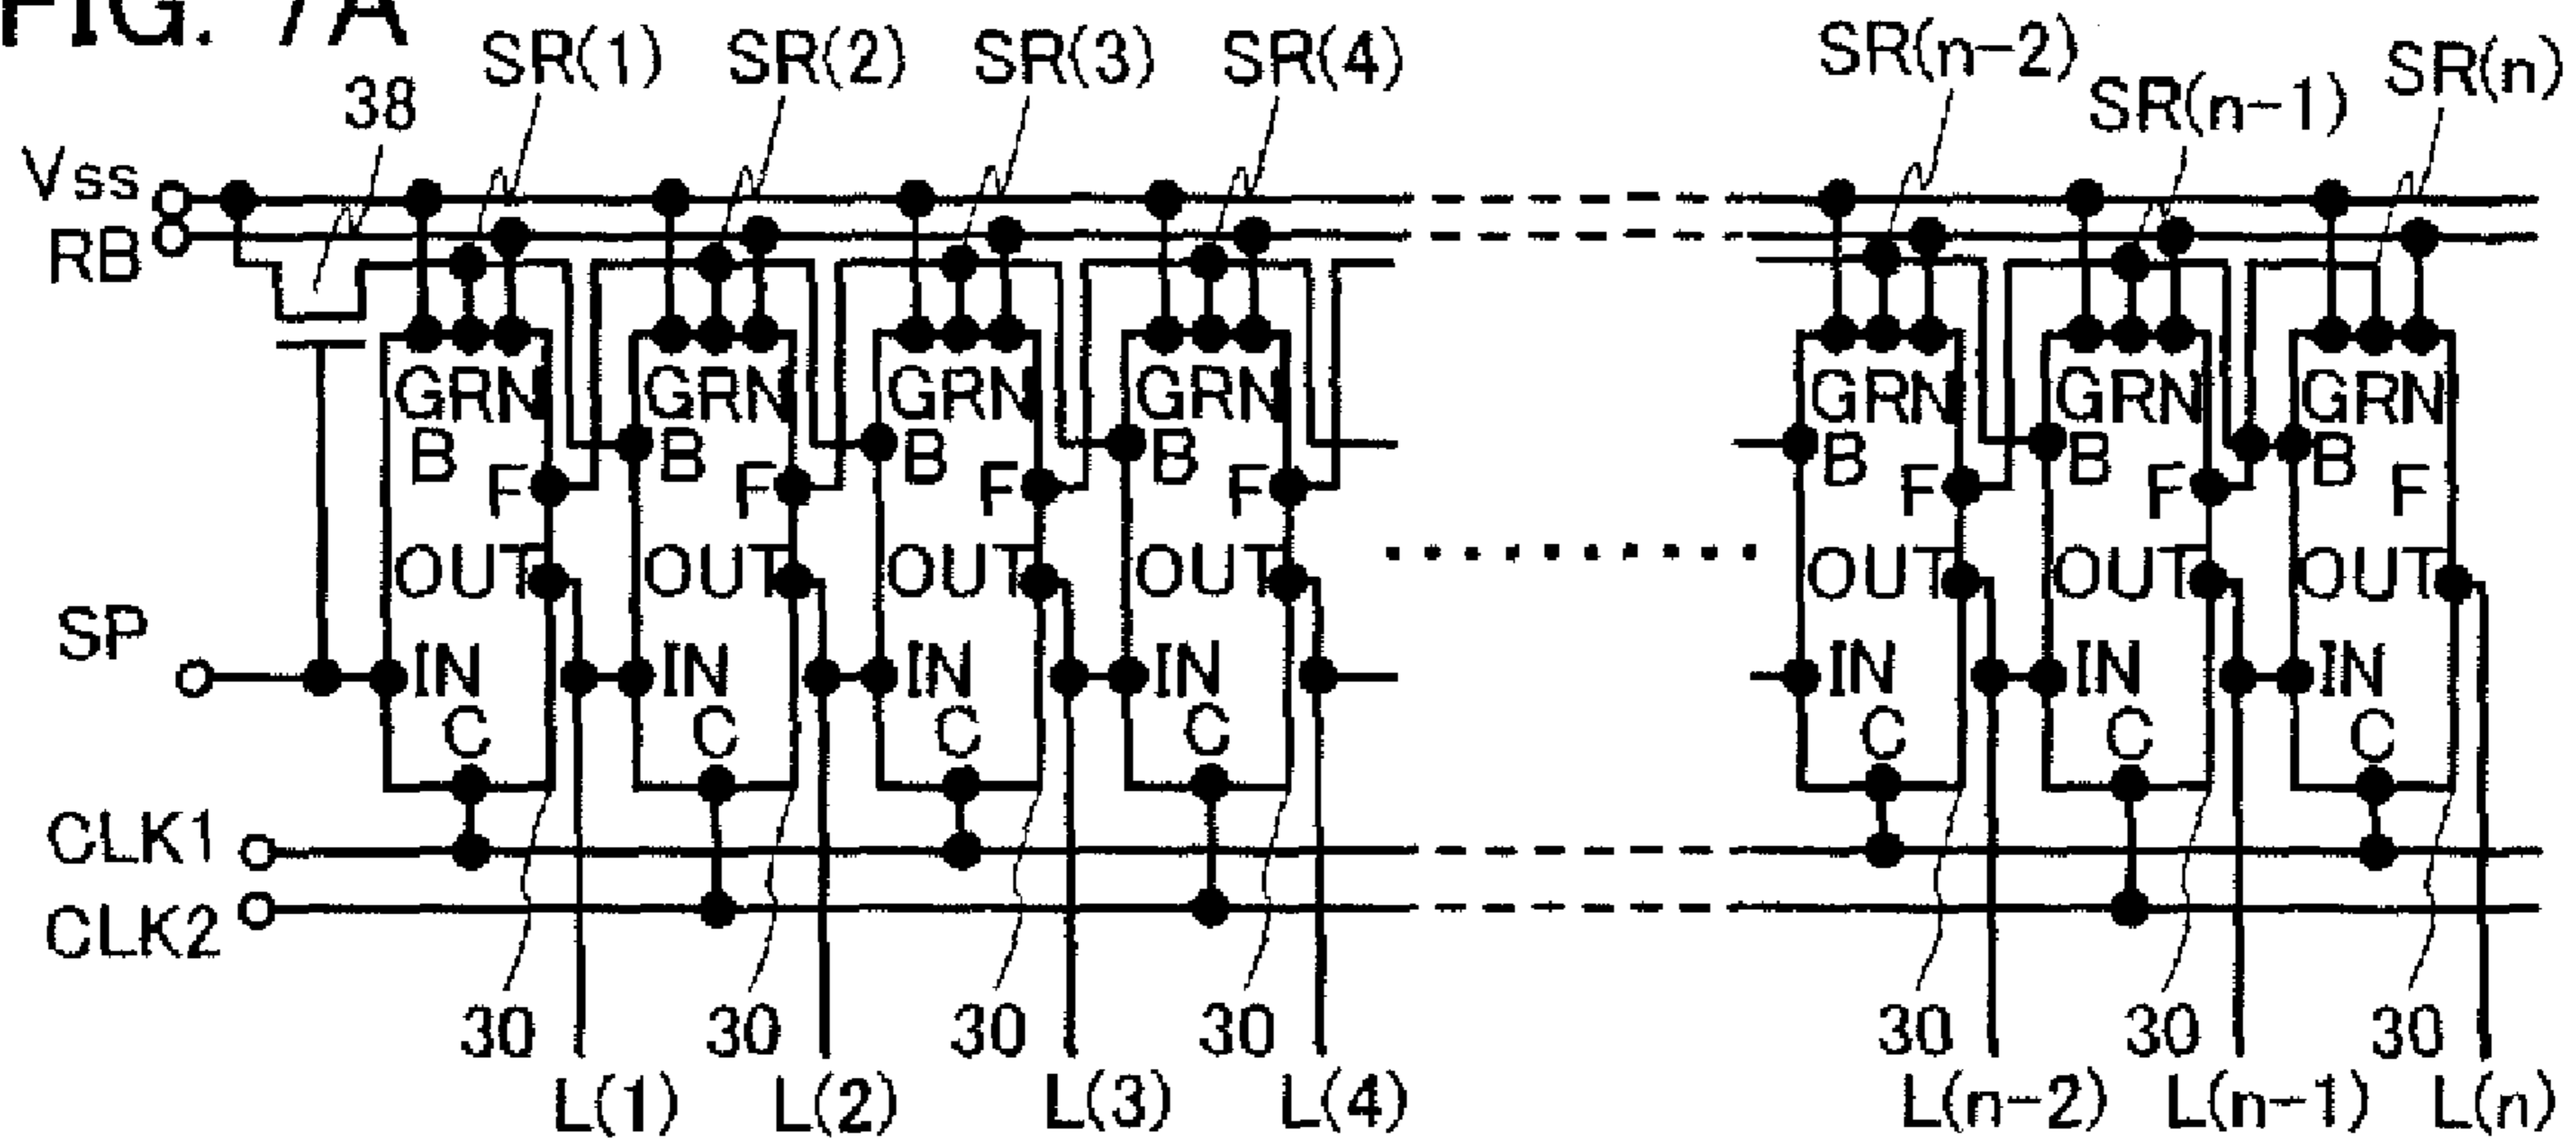 FIG. 7A
SR(1) SR(2) SR(3) SR(4) SR(n-2) SR(n-1) SR(n)
38
Vss
RB
GRN GRN GRN GRN GRN GRN GRN
B B B B B B B
F F F F F F F
OUT OUT OUT OUT OUT OUT OUT
SP
IN IN IN IN IN IN IN
C C C C C C C
CLK1
CLK2
30 30 30 30 30 30 30
L(1) L(2) L(3) L(4) L(n-2) L(n-1) L(n)